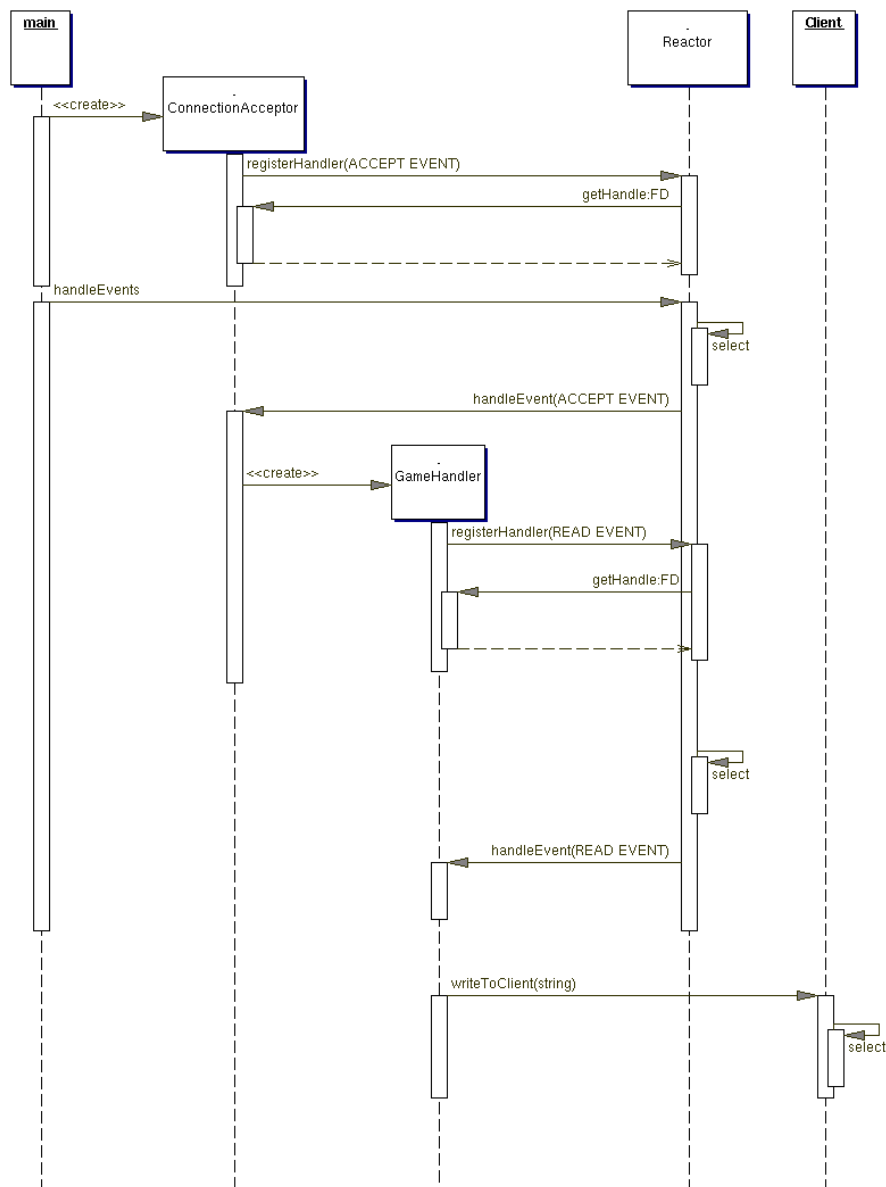 main
-
Reactor
Client
-
ConnectionAcceptor
<<create>>
registerHandler(ACCEPT EVENT)
getHandle:FD
handleEvents
select
handleEvent(ACCEPT EVENT)
-
GameHandler
<<create>>
registerHandler(READ EVENT)
getHandle:FD
select
handleEvent(READ EVENT)
writeToClient(string)
select